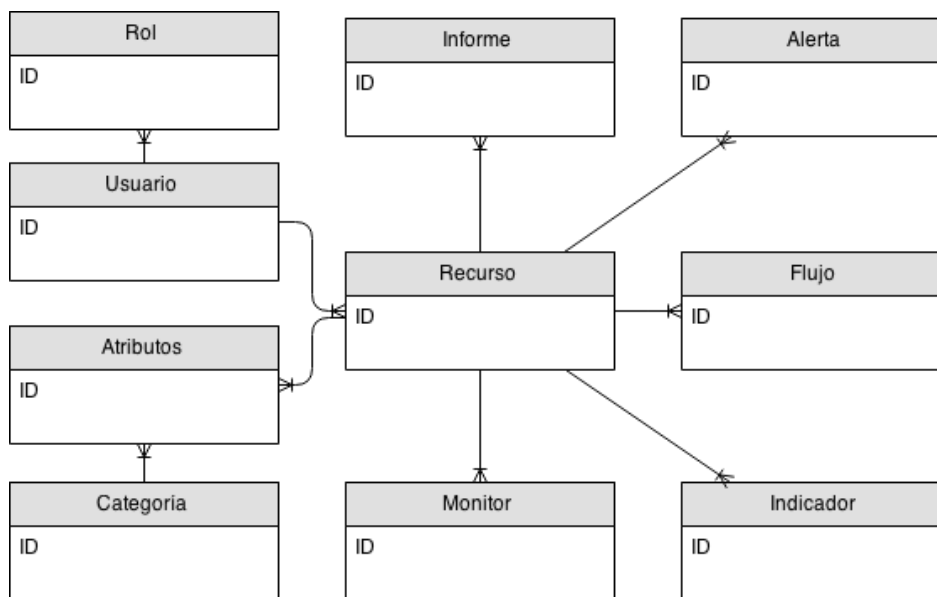 Rol
ID
Informe
ID
Alerta
ID
Usuario
ID
Recurso
ID
Flujo
ID
Atributos
ID
Categoría
ID
Monitor
ID
Indicador
ID